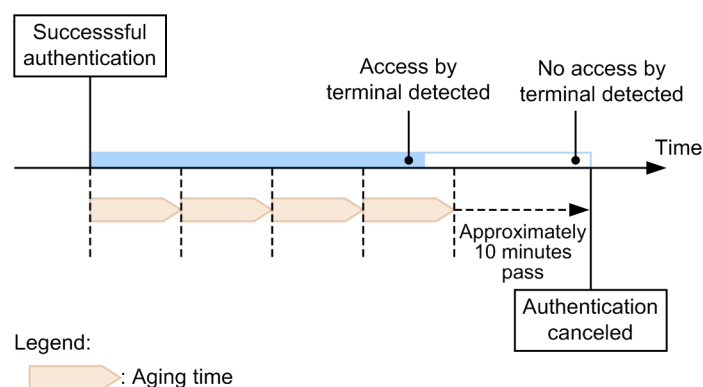 Successsful
authentication
Access by
terminal detected
No access by
terminal detected
Time
Approximately
10 minutes
pass
Authentication
canceled
Legend:
: Aging time